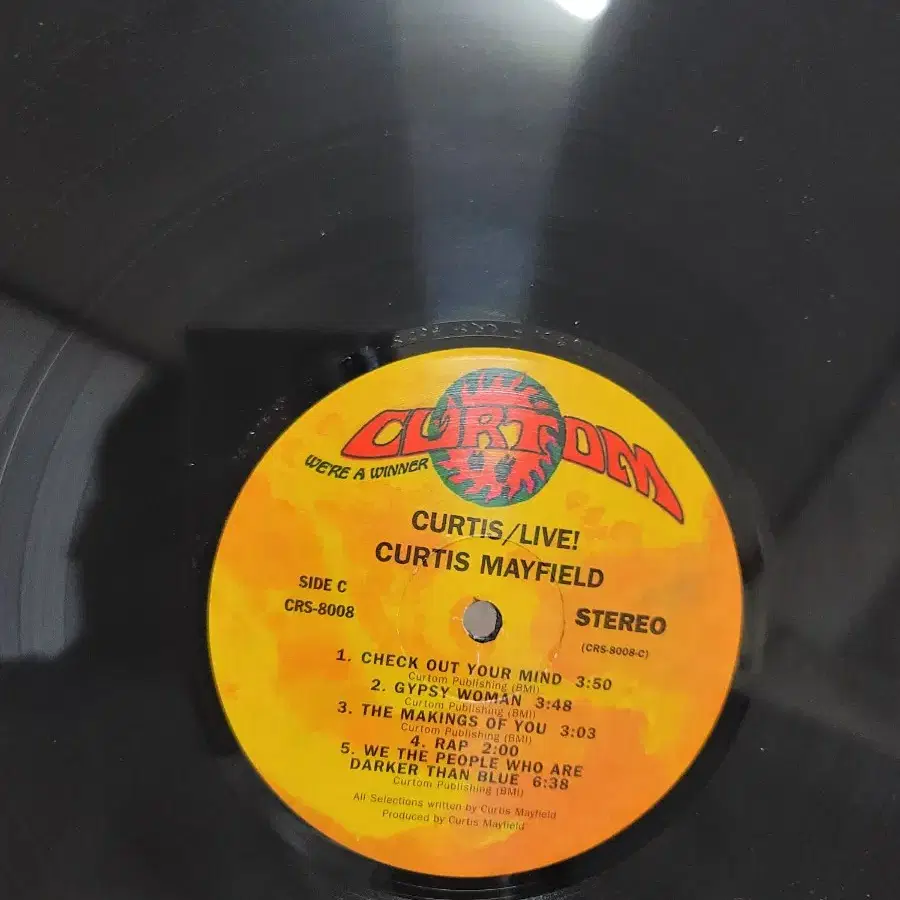 CURTOM
WE'RE A WINNER
CURTIS/LIVE!
CURTIS MAYFIELD
SIDE C
CRS-8008
STEREO
(CRS-8008-C)
1. CHECK OUT YOUR MIND 3:50
Curtom Publishing (BMI)
2. GYPSY WOMAN 3:48
Curtom Publishing (BMI)
3. THE MAKINGS OF YOU 3:03
Curtom Publishing (BMI)
4. RAP 2:00
5. WE THE PEOPLE WHO ARE
DARKER THAN BLUE 6:38
Curtom Publishing (BMI)
All Selections written by Curtis Mayfield
Produced by Curtis Mayfield